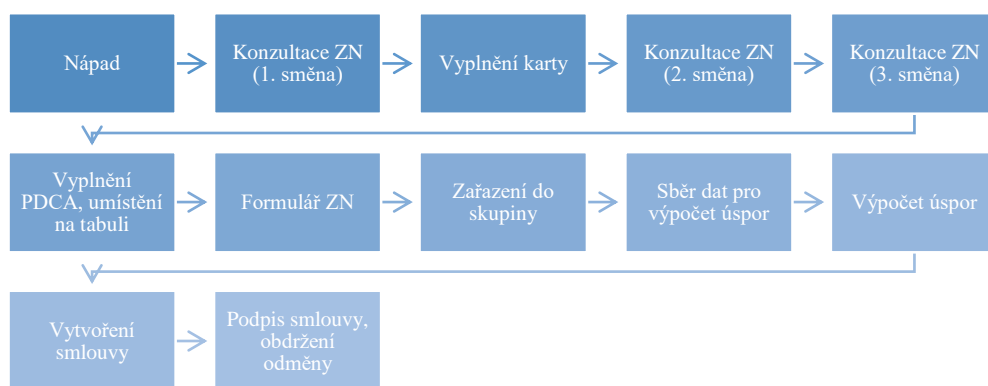 Nápad
Konzultace ZN
(1. směna)
Vyplnění karty
Konzultace ZN
(2. směna)
Konzultace ZN
(3. směna)
Vyplnění
PDCA, umístění
na tabuli
Formulář ZN
Zařazení do
skupiny
Sběr dat pro
výpočet úspor
Výpočet úspor
Vytvoření
smlouvy
Podpis smlouvy,
obdržení
odměny